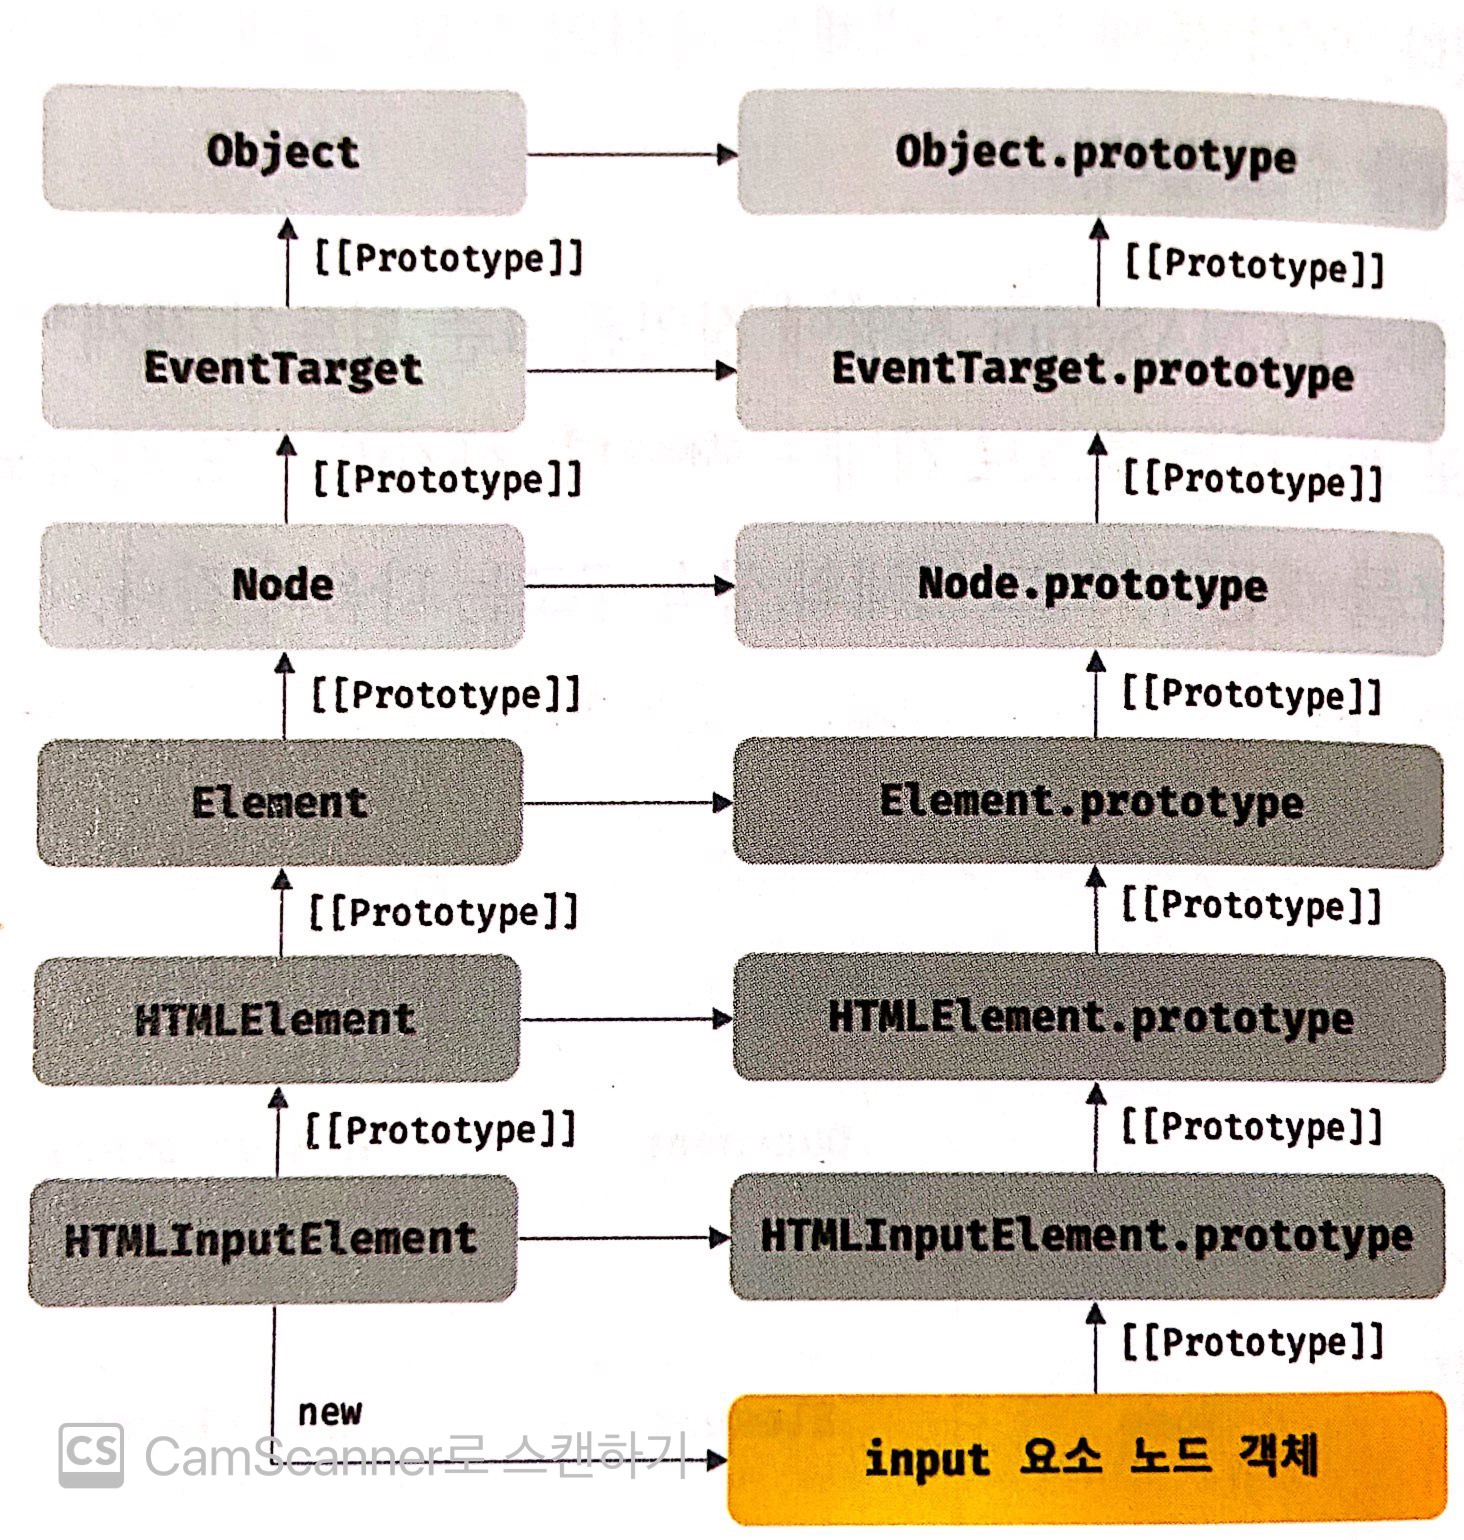 Object
Object.prototype
[[Prototype]]
[[Prototype]]
EventTarget
EventTarget.prototype
[[Prototype]]
[[Prototype]]
Node
Node.prototype
[[Prototype]]
[[Prototype]]
Element
Element.prototype
[[Prototype]]
[[Prototype]]
HTMLElement
HTMLElement.prototype
[[Prototype]]
[[Prototype]]
HTMLInputElement
HTMLInputElement.prototype
[[Prototype]]
new
input 요소 노드 객체
CS CamScanner로 스캔하기